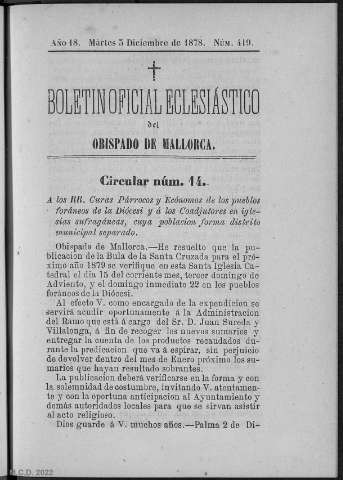 Año 18. Mártes 3 Diciembre de 1878. NÚM. 419.
BOLETIN OFICIAL ECLESIÁSTICO
del
OBISPADO DE MALLORCA.
Circular núm. 14.
A los RR. Curas Párrocos y Ecónomos de los pueblos
foráneos de la Diócesi y á los Coadjutores en igle-
sias sufragáneas, cuya poblacion forma distrito
municipal separado.
Obispado de Mallorca.—He resuelto que la pu-
blicacion de la Bula de la Santa Cruzada para el pró-
ximo año 1879 se verifique en esta Santa Iglesia Ca-
tedral el dia 15 del corriente mes, tercer domingo de
Adviento, y el domingo inmediato 22 en los pueblos
foráneos de la Diócesi.
Al efecto V. como encargado de la expendicion se
servirá acudir oportonamente á la Administracion
del Ramo que está á cargo del Sr. D. Juan Sureda y
Villalonga, á fin de recoger los nuevos sumarios y
entregar la cuenta de los productos recaudados du-
rante la predicacion que va á espirar, sin perjuicio
de devolver dentro del mes de Enero próximo los su-
marios que hayan resultado sobrantes.
La publicacion deberá verificarse en la forma y con
la solemnidad de costumbre, invitando V. atentamen-
te y con la oportuna anticipacion al Ayuntamiento y
demás autoridades locales para que se sirvan asistir
al acto religioso.
Dios guarde á V. muchos años.—Palma 2 de Di-
C.D. 2022